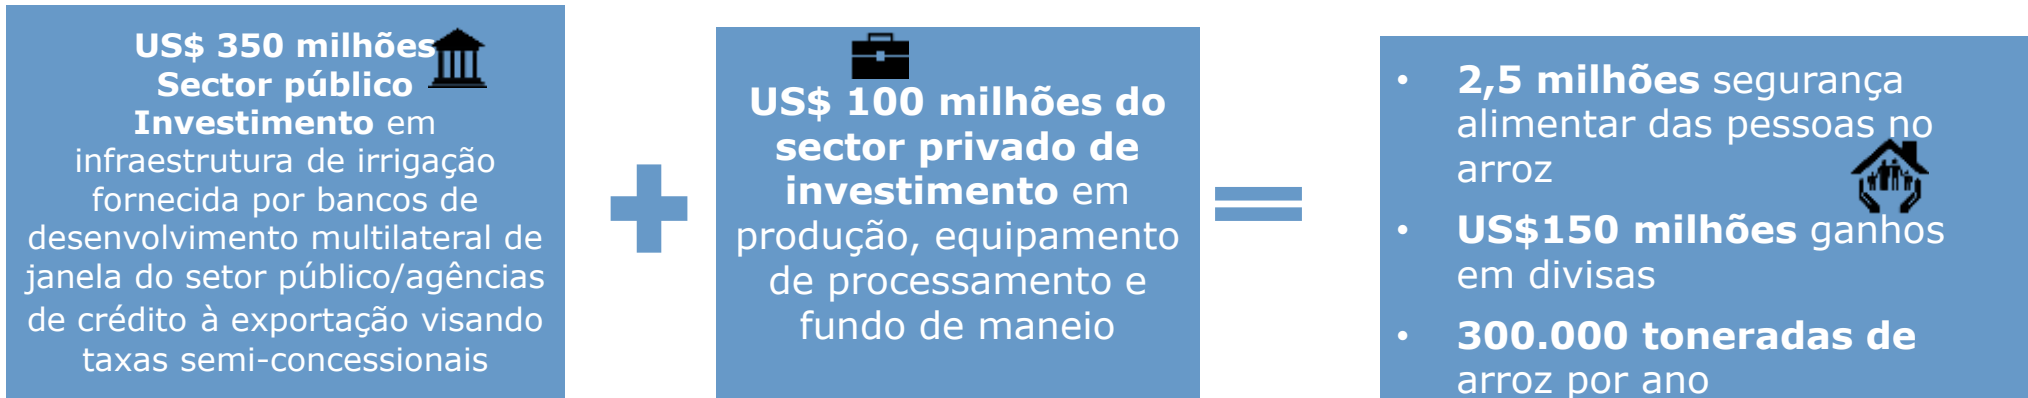 US$ 350 milhões
Sector público
Investimento em
infraestrutura de irrigação
fornecida por bancos de
desenvolvimento multilateral de
janela do setor público/agências
de crédito à exportação visando
taxas semi-concessionais
US$ 100 milhões do
sector privado de
investimento em
produção, equipamento
de processamento e
fundo de maneio
• 2,5 milhões segurança
alimentar das pessoas no
arroz
• US$150 milhões ganhos
em divisas
• 300.000 toneradas de
arroz por ano